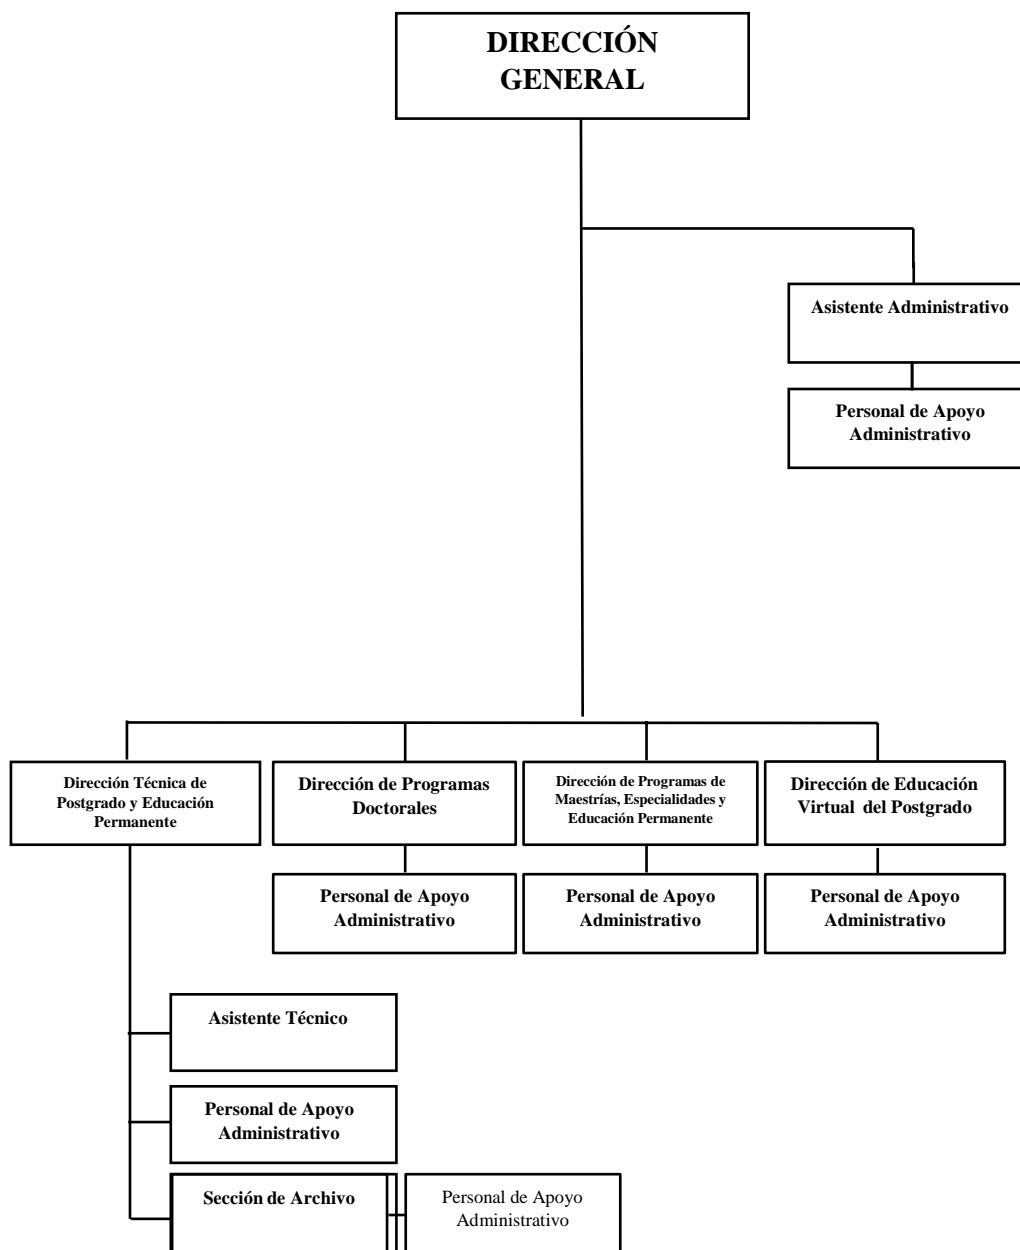 DIRECCIÓN
GENERAL
Asistente Administrativo
Personal de Apoyo
Administrativo
Dirección Técnica de
Postgrado y Educación
Permanente
Dirección de Programas
Doctorales
Dirección de Programas de
Maestrías, Especialidades y
Educación Permanente
Dirección de Educación
Virtual del Postgrado
Personal de Apoyo
Administrativo
Personal de Apoyo
Administrativo
Personal de Apoyo
Administrativo
Asistente Técnico
Personal de Apoyo
Administrativo
Sección de Archivo
Personal de Apoyo
Administrativo